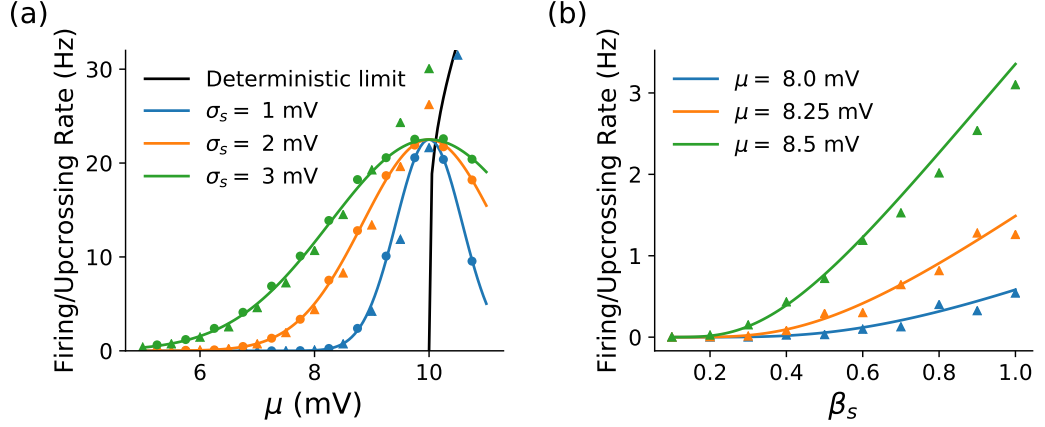 (a)
Firing/Upcrossing Rate (Hz)
30
20
10
0
Deterministic limit
σₛ = 1 mV
σₛ = 2 mV
σₛ = 3 mV
6 8 10
μ (mV)
(b)
Firing/Upcrossing Rate (Hz)
3
2
1
0
μ = 8.0 mV
μ = 8.25 mV
μ = 8.5 mV
0.2 0.4 0.6 0.8 1.0
βₛ